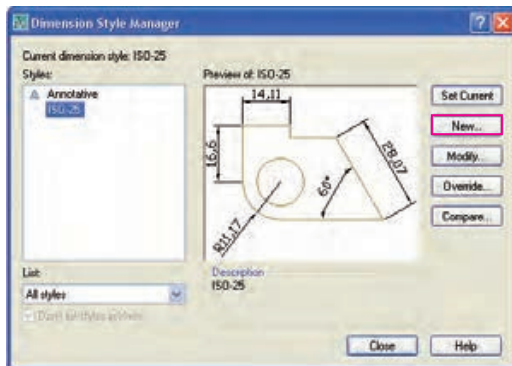 Dimension Style Manager
Current dimension style: ISO-25
Styles:
Annotative
ISO-25
Preview of: ISO-25
14,11
16,6
28,07
60°
R11,17
Set Current
New...
Modify...
Override...
Compare...
List:
All styles
Description
ISO-25
Close
Help